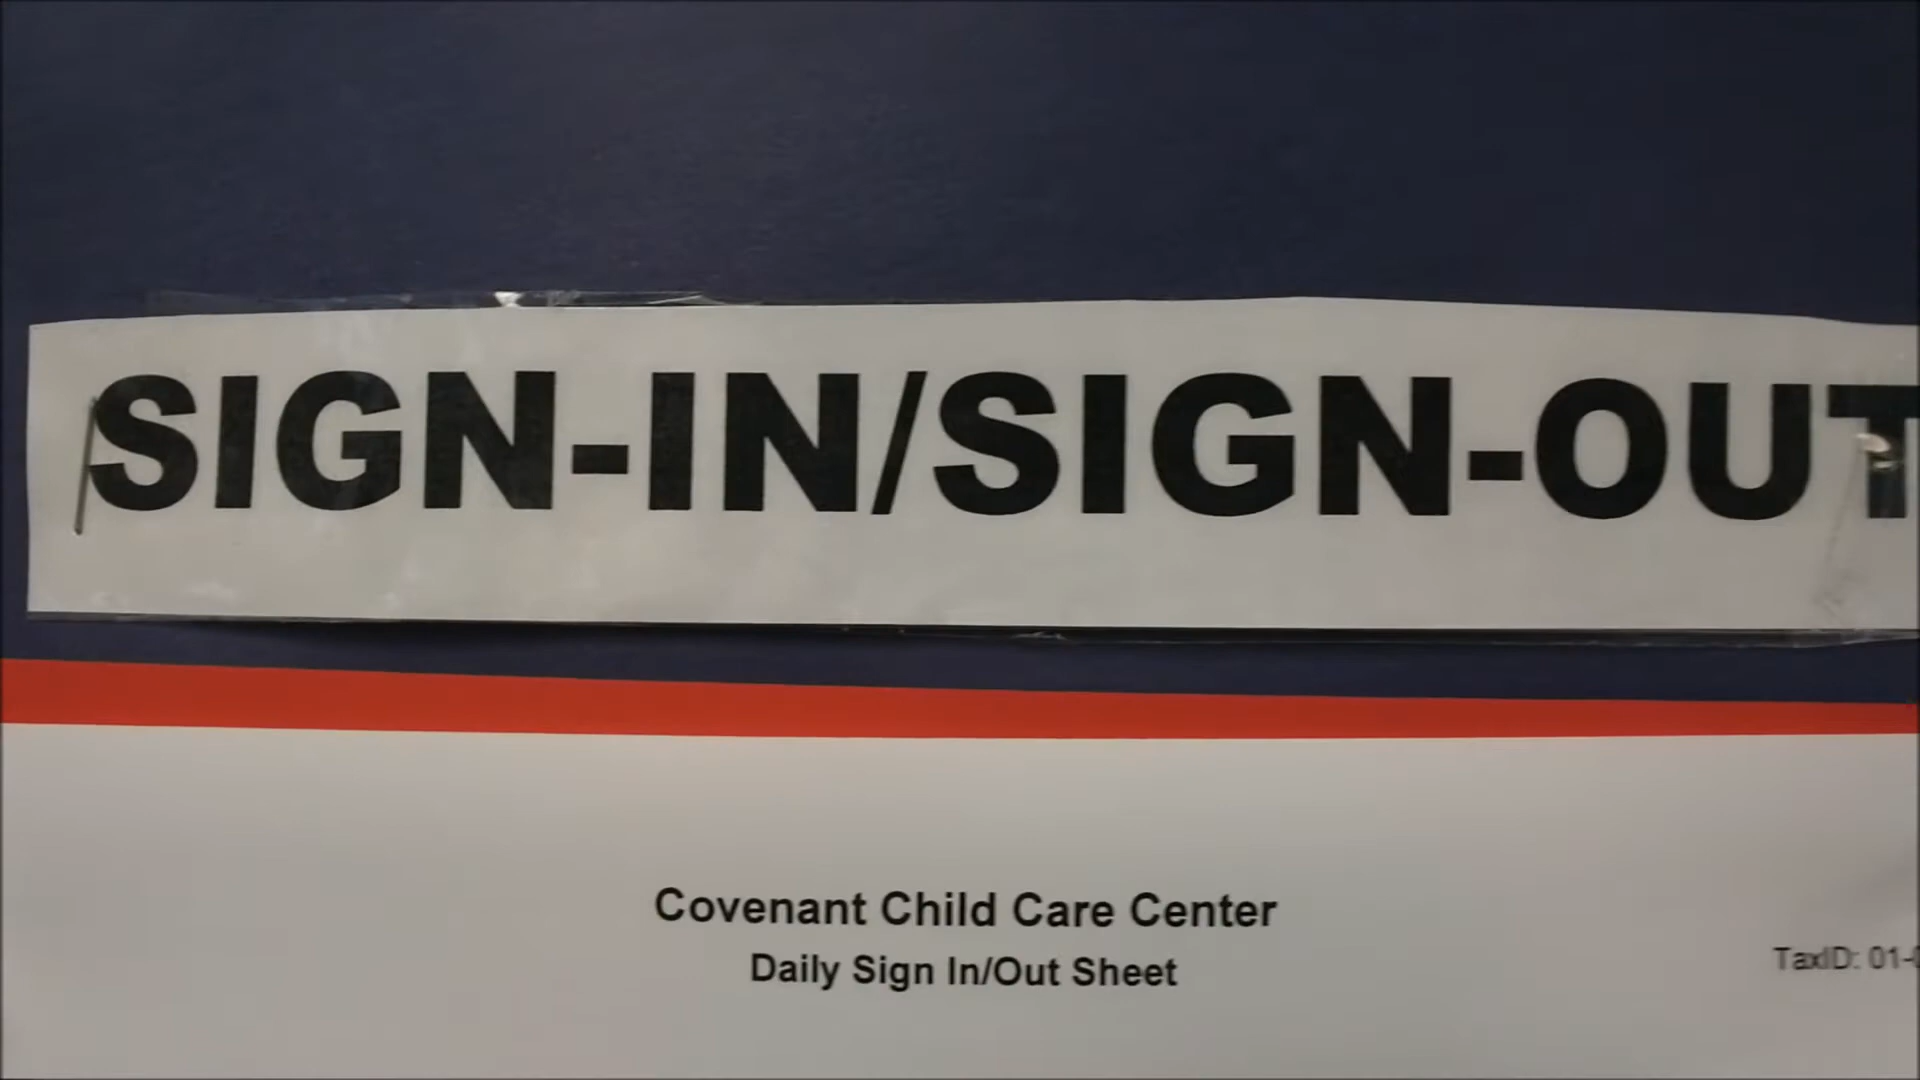 SIGN-IN/SIGN-OUT
Covenant Child Care Center
Daily Sign In/Out Sheet
TaxID: 01-